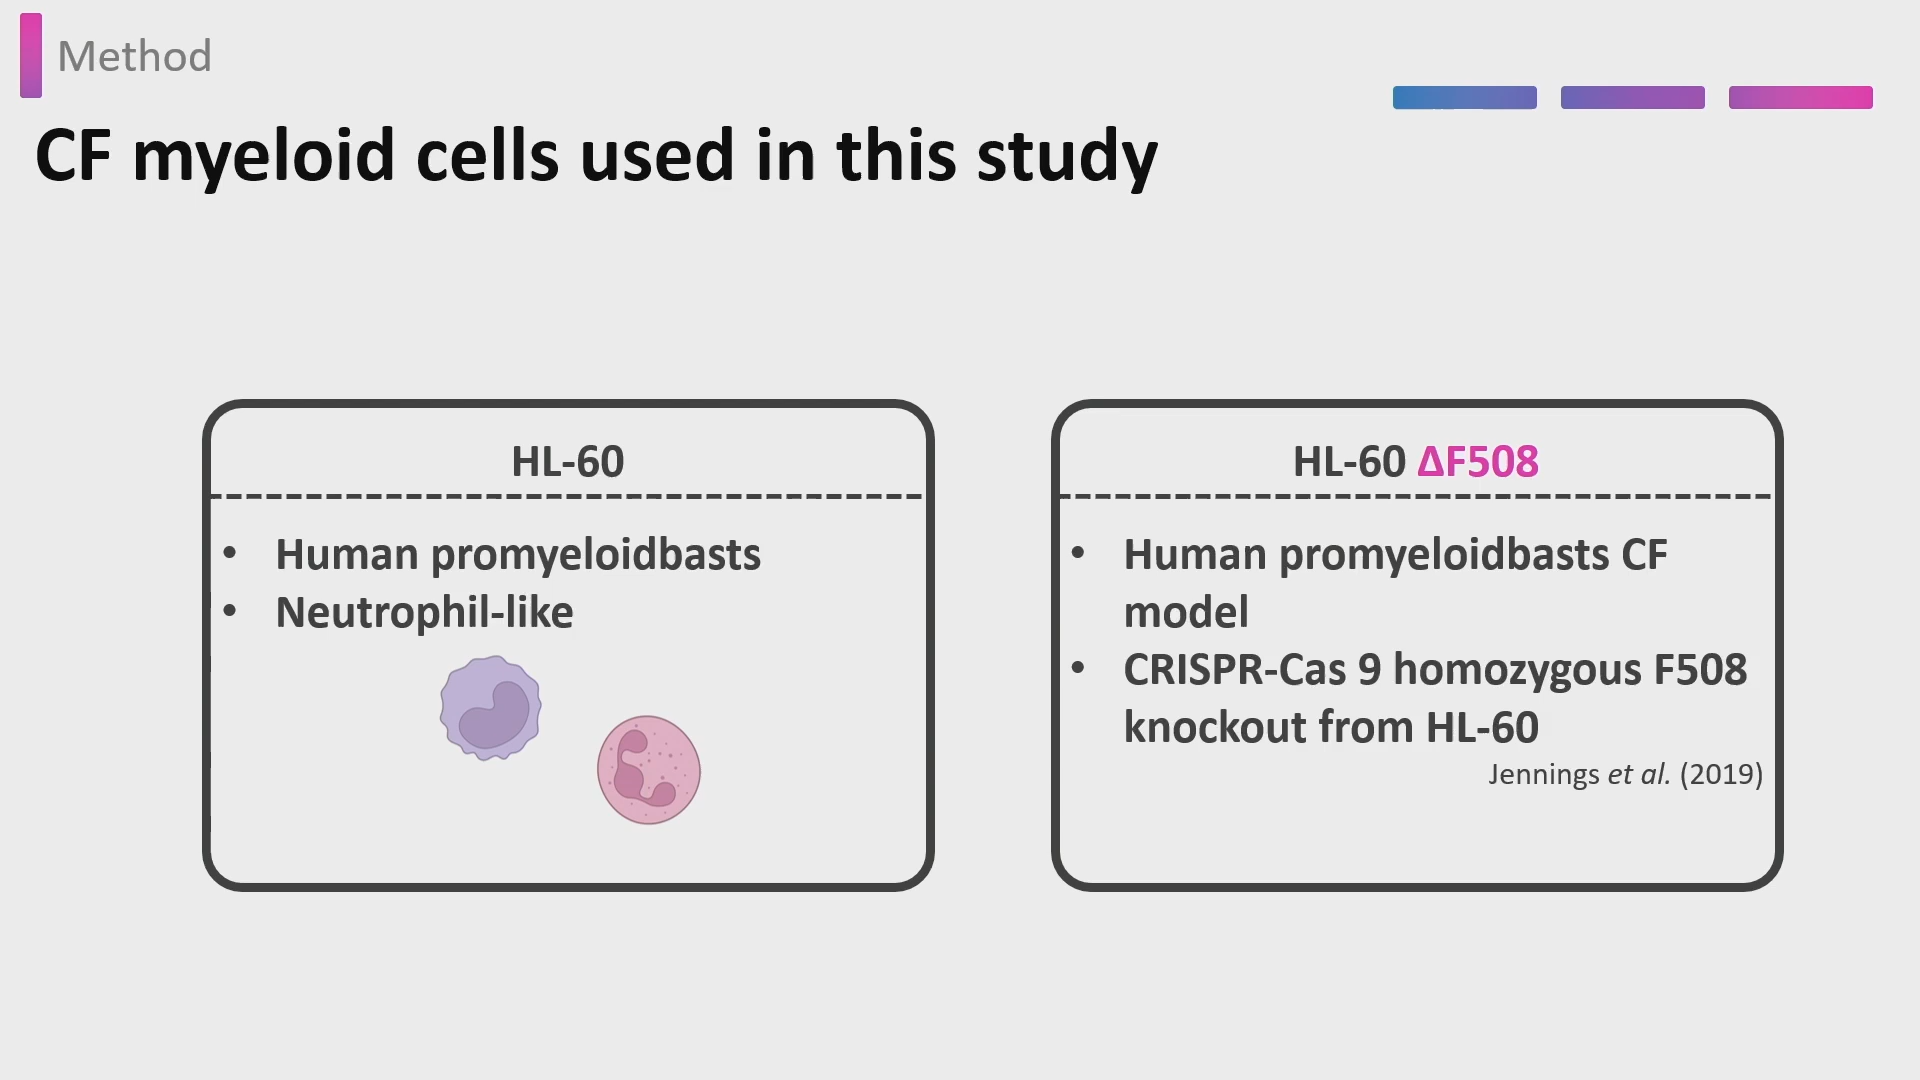 Method
CF myeloid cells used in this study
HL-60
• Human promyeloidbasts
• Neutrophil-like
HL-60 ΔF508
• Human promyeloidbasts CF
model
• CRISPR-Cas 9 homozygous F508
knockout from HL-60
Jennings et al. (2019)